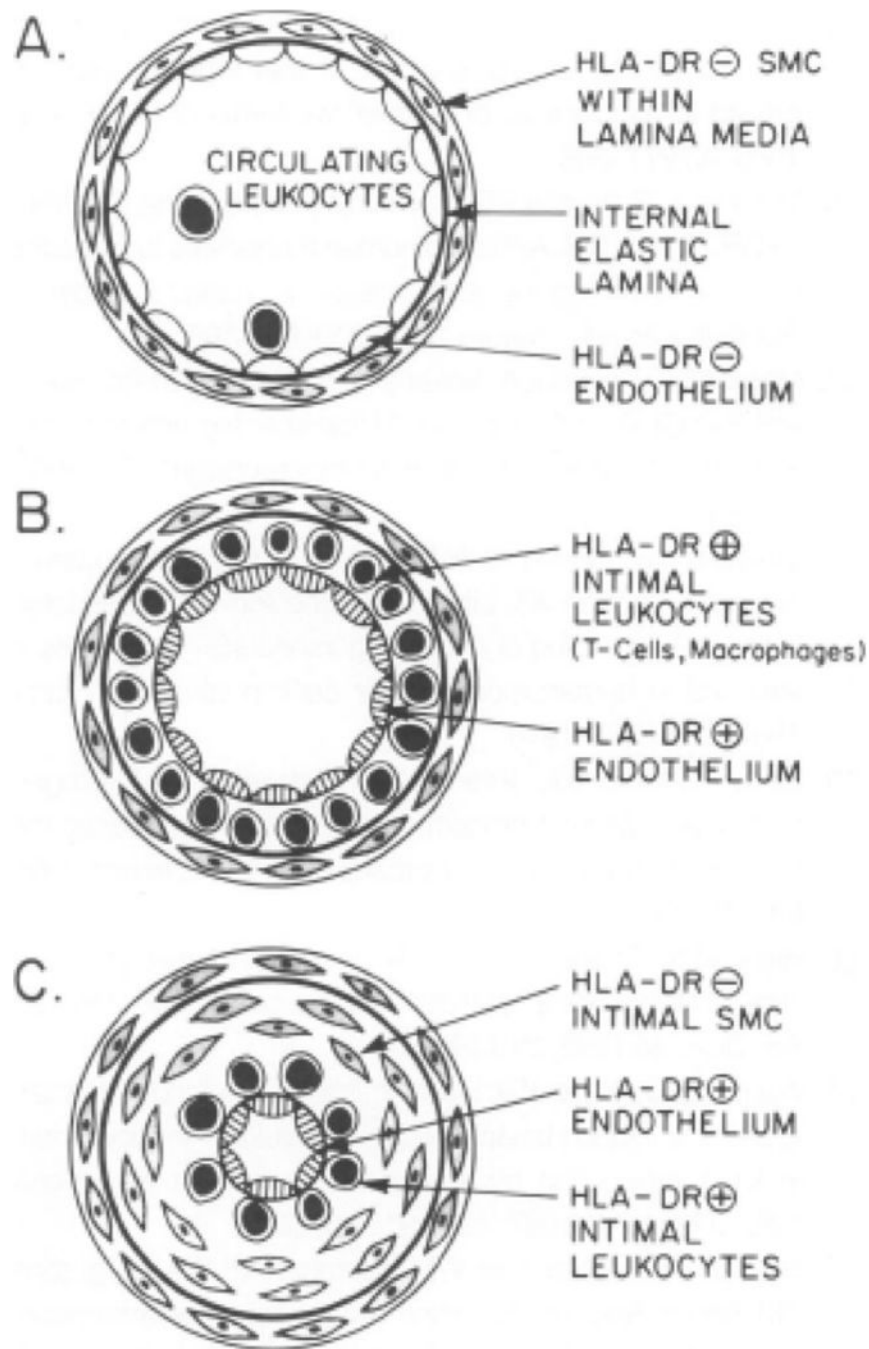 A.
HLA-DR ⊖ SMC
WITHIN
LAMINA MEDIA
CIRCULATING
LEUKOCYTES
INTERNAL
ELASTIC
LAMINA
HLA-DR ⊖
ENDOTHELIUM
B.
HLA-DR ⊕
INTIMAL
LEUKOCYTES
(T-Cells, Macrophages)
HLA-DR ⊕
ENDOTHELIUM
C.
HLA-DR ⊖
INTIMAL SMC
HLA-DR ⊕
ENDOTHELIUM
HLA-DR ⊕
INTIMAL
LEUKOCYTES